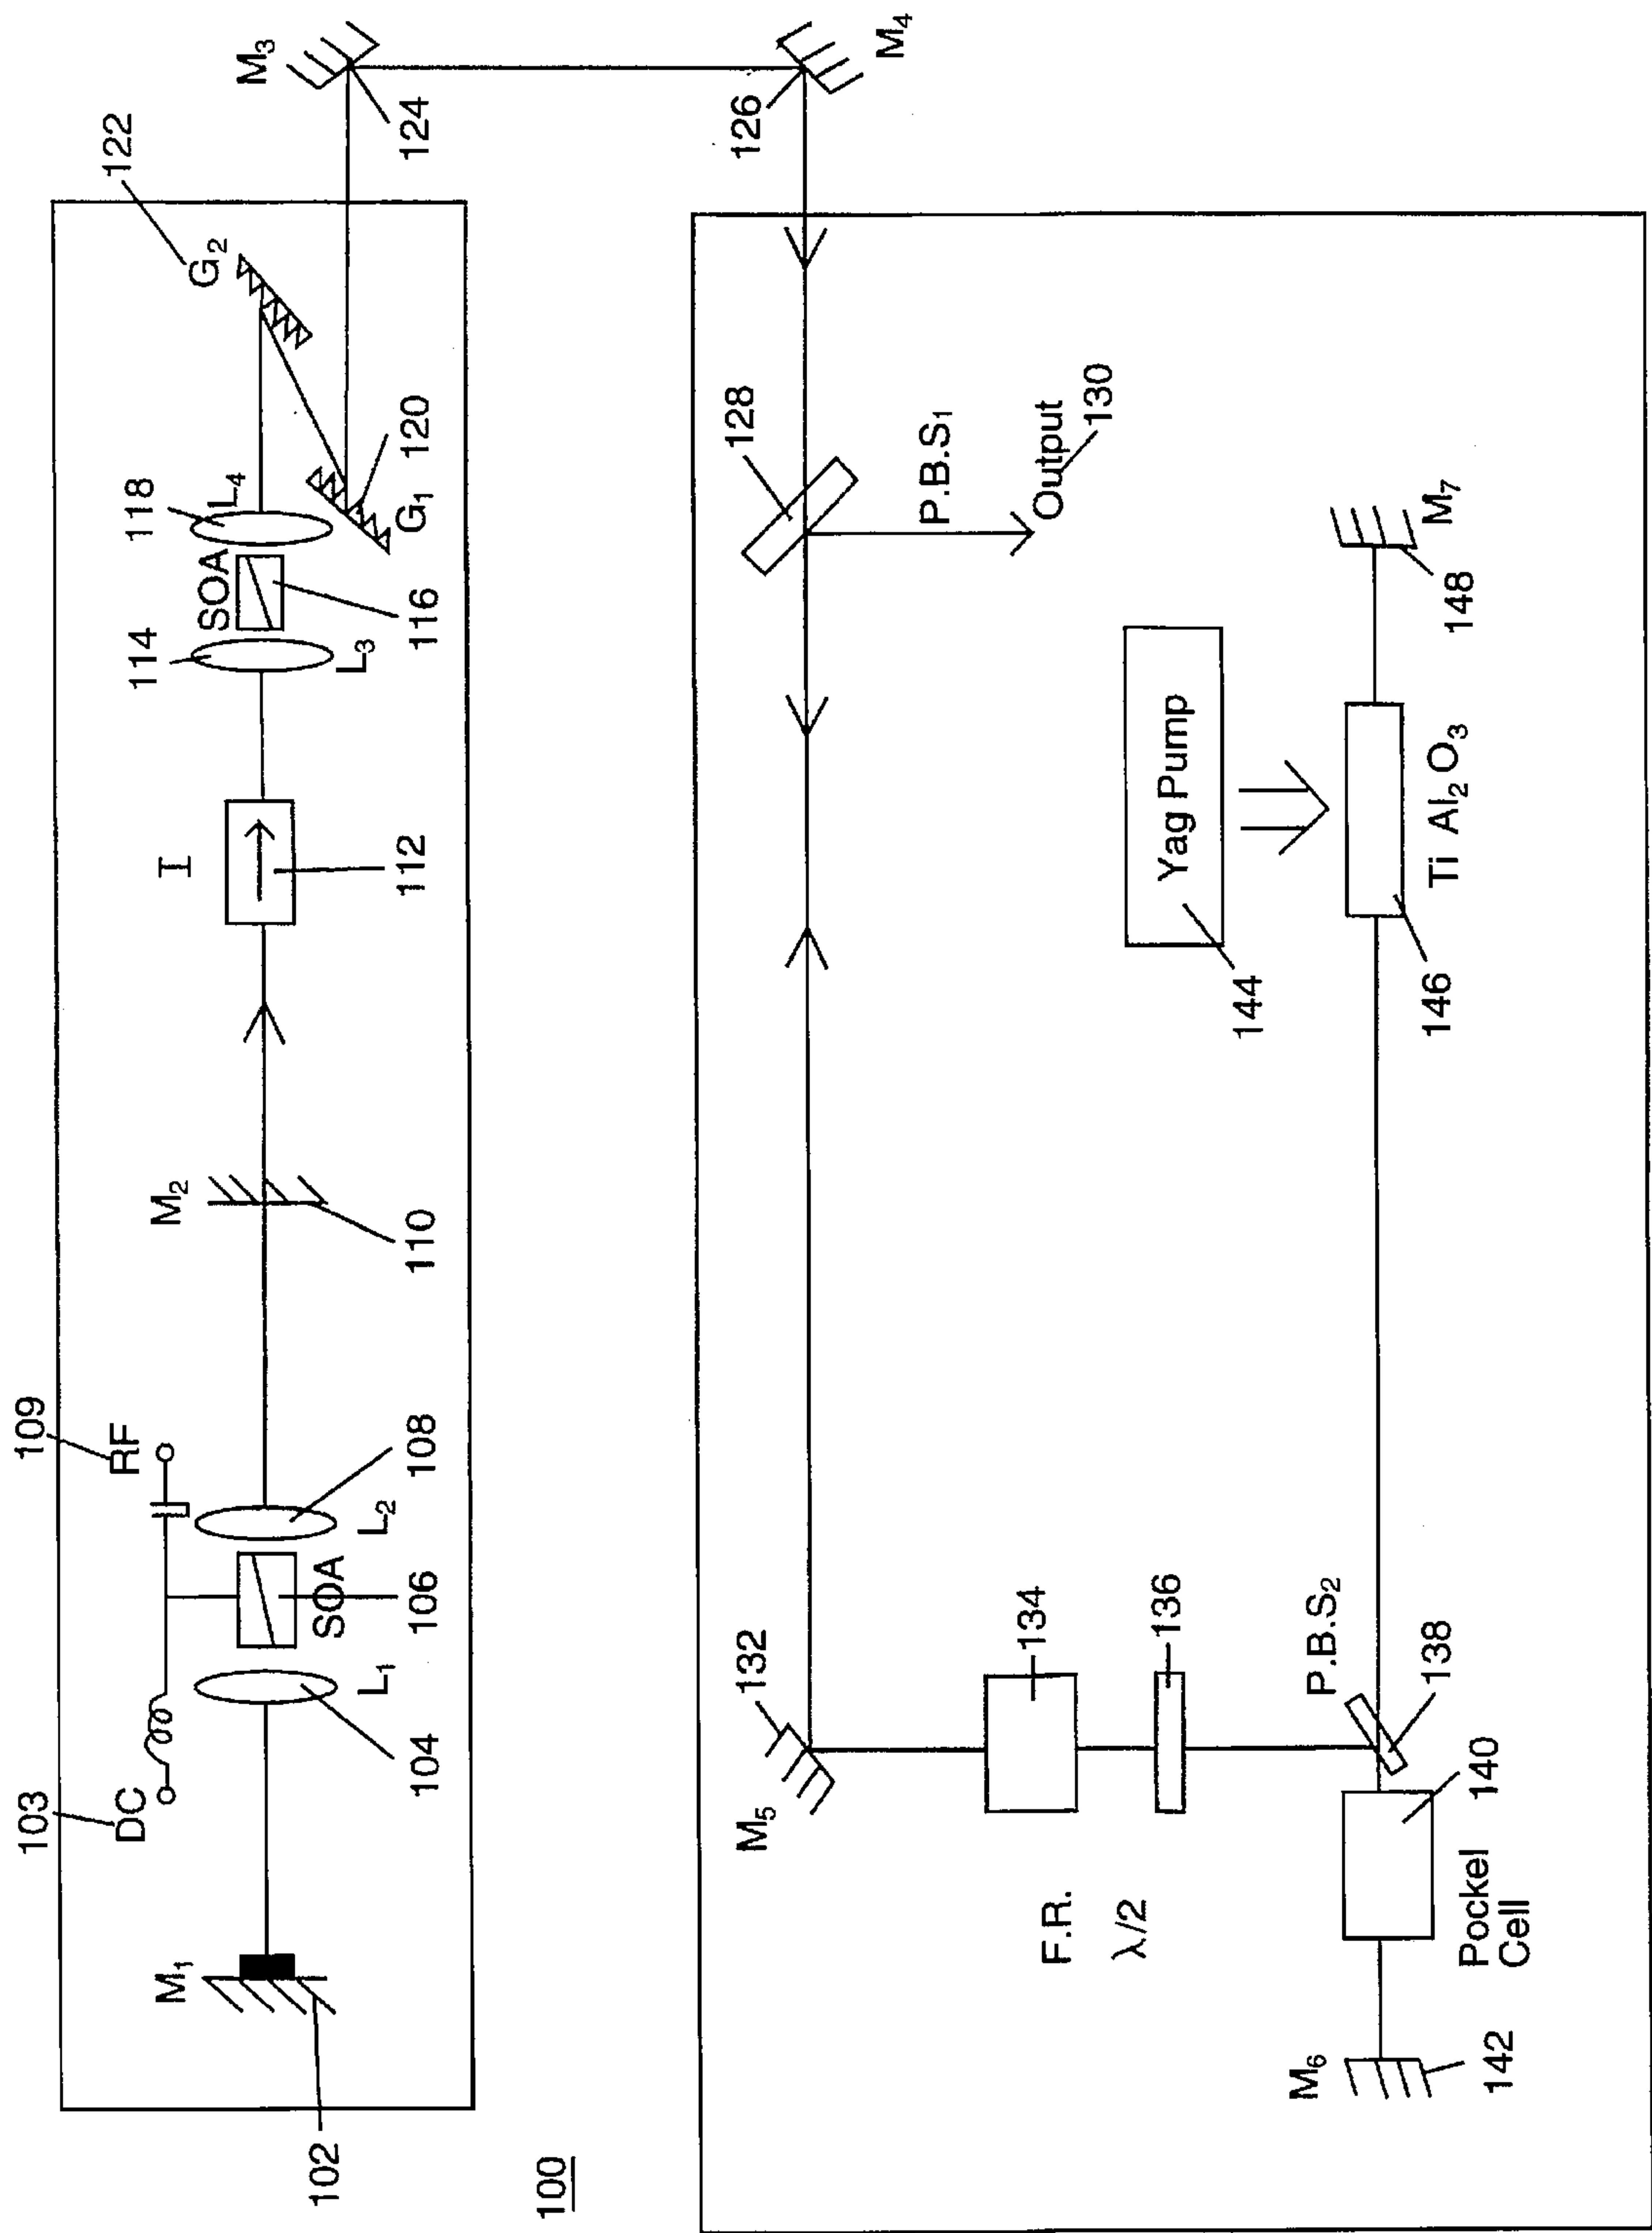 103
DC
109
RF
M₁
102
104
L₁
SOA
106
L₂
108
M₂
110
I
112
114
L₃
SOA
116
118
L₄
G₁
120
G₂
122
M₃
124
100
126
M₄
M₅
132
128
P.B.S₁
Output
130
F.R.
134
λ/2
136
P.B.S₂
138
140
Pockel
Cell
M₆
142
Yag Pump
144
146
Ti Al₂ O₃
148
M₇